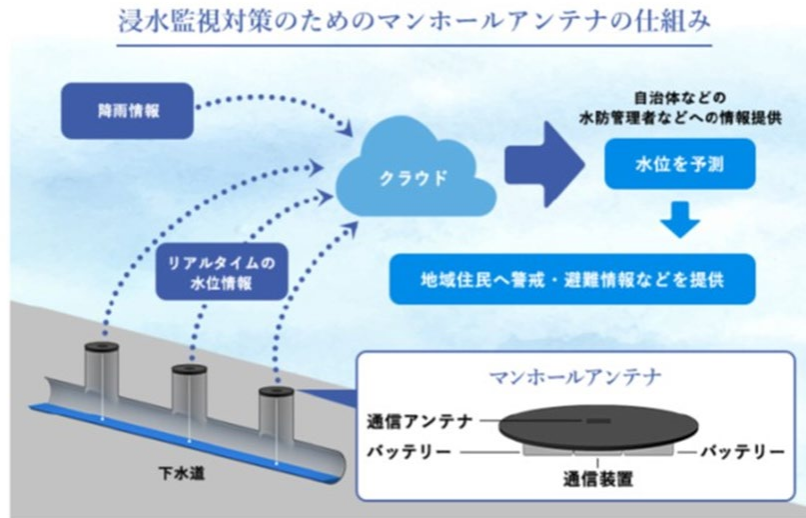 浸水監視対策のためのマンホールアンテナの仕組み
降雨情報
自治体などの
水防管理者などへの情報提供
クラウド
水位を予測
リアルタイムの
水位情報
地域住民へ警戒・避難情報などを提供
マンホールアンテナ
通信アンテナ
バッテリー
バッテリー
通信装置
下水道